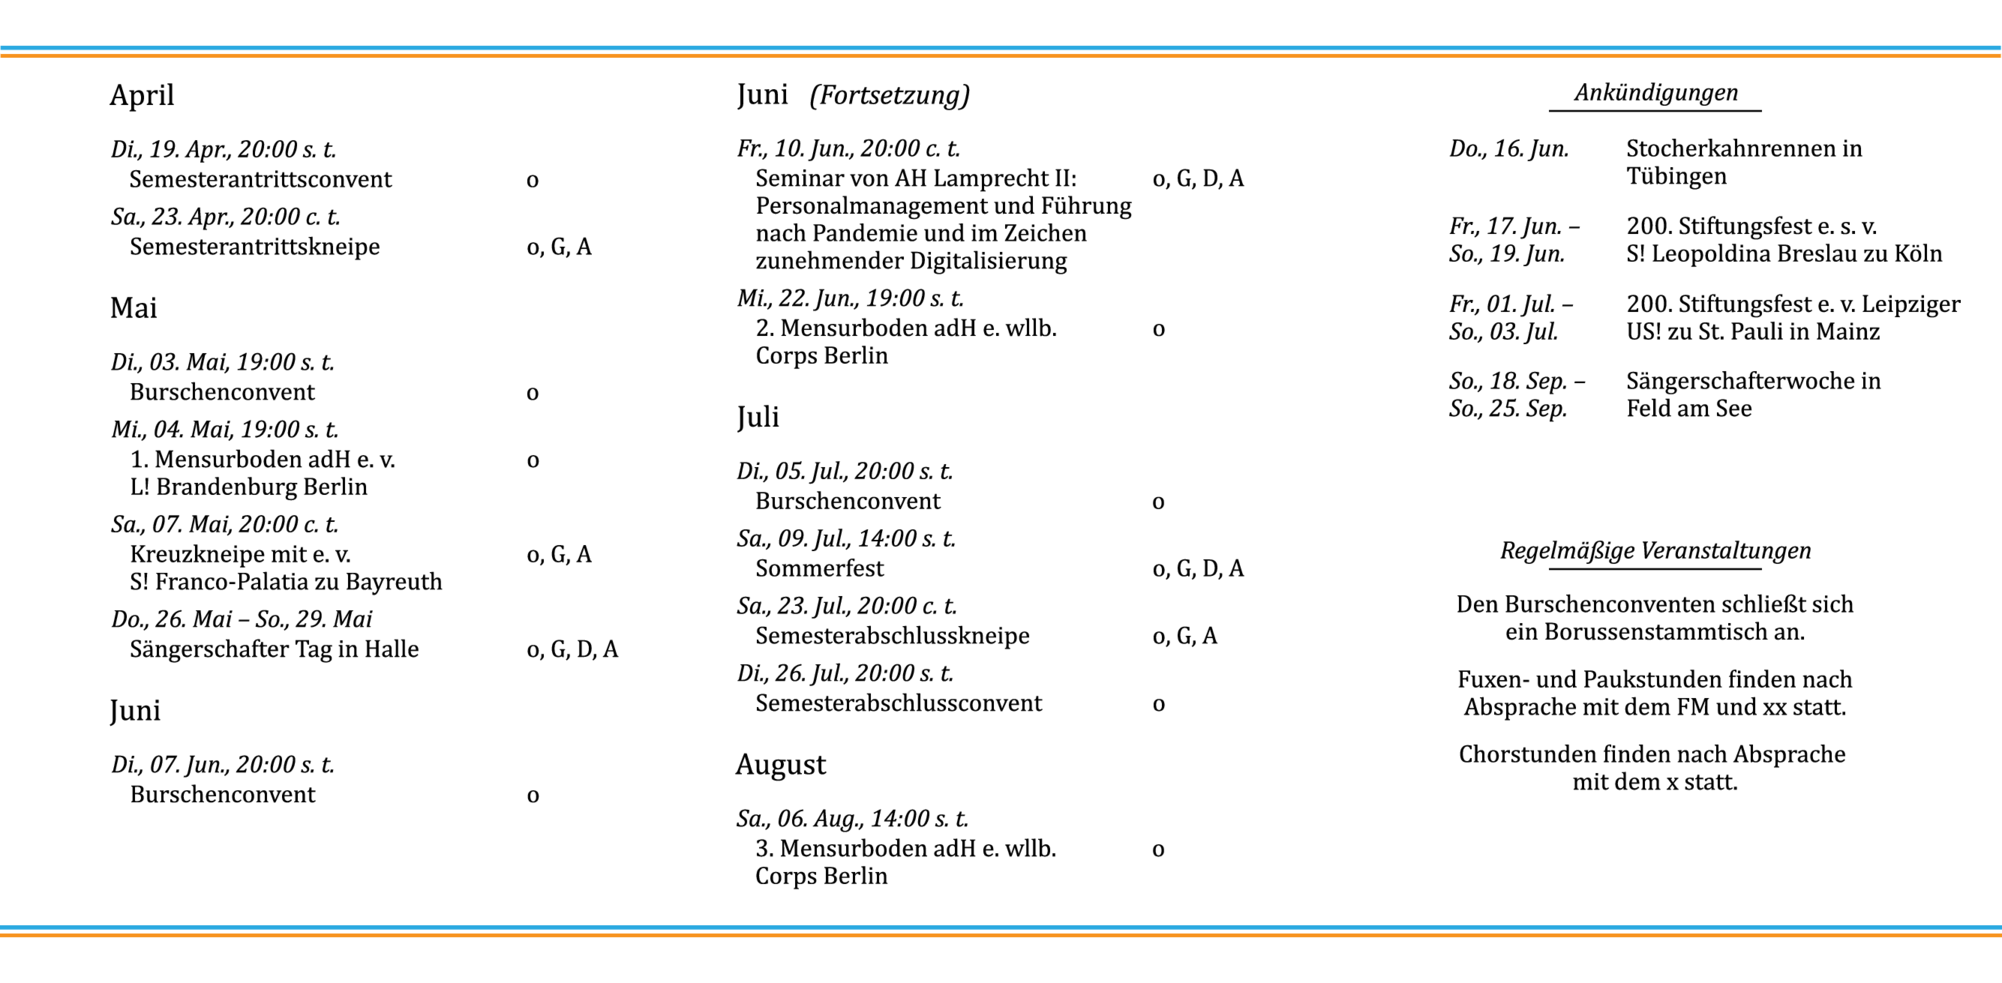 April
Di., 19. Apr., 20:00 s. t.
Semesterantrittsconvent o
Sa., 23. Apr., 20:00 c. t.
Semesterantrittskneipe o, G, A
Mai
Di., 03. Mai, 19:00 s. t.
Burschenconvent o
Mi., 04. Mai, 19:00 s. t.
1. Mensurboden adH e. v. o
L! Brandenburg Berlin
Sa., 07. Mai, 20:00 c. t.
Kreuzkneipe mit e. v. o, G, A
S! Franco-Palatia zu Bayreuth
Do., 26. Mai – So., 29. Mai
Sängerschafter Tag in Halle o, G, D, A
Juni
Di., 07. Jun., 20:00 s. t.
Burschenconvent o
Juni (Fortsetzung)
Fr., 10. Jun., 20:00 c. t.
Seminar von AH Lamprecht II: o, G, D, A
Personalmanagement und Führung
nach Pandemie und im Zeichen
zunehmender Digitalisierung
Mi., 22. Jun., 19:00 s. t.
2. Mensurboden adH e. wllb. o
Corps Berlin
Juli
Di., 05. Jul., 20:00 s. t.
Burschenconvent o
Sa., 09. Jul., 14:00 s. t.
Sommerfest o, G, D, A
Sa., 23. Jul., 20:00 c. t.
Semesterabschlusskneipe o, G, A
Di., 26. Jul., 20:00 s. t.
Semesterabschlussconvent o
August
Sa., 06. Aug., 14:00 s. t.
3. Mensurboden adH e. wllb. o
Corps Berlin
Ankündigungen
Do., 16. Jun. Stocherkahnrennen in
Tübingen
Fr., 17. Jun. – 200. Stiftungsfest e. s. v.
So., 19. Jun. S! Leopoldina Breslau zu Köln
Fr., 01. Jul. – 200. Stiftungsfest e. v. Leipziger
So., 03. Jul. US! zu St. Pauli in Mainz
So., 18. Sep. – Sängerschafterwoche in
So., 25. Sep. Feld am See
Regelmäßige Veranstaltungen
Den Burschenconventen schließt sich
ein Borussenstammtisch an.
Fuxen- und Paukstunden finden nach
Absprache mit dem FM und xx statt.
Chorstunden finden nach Absprache
mit dem x statt.